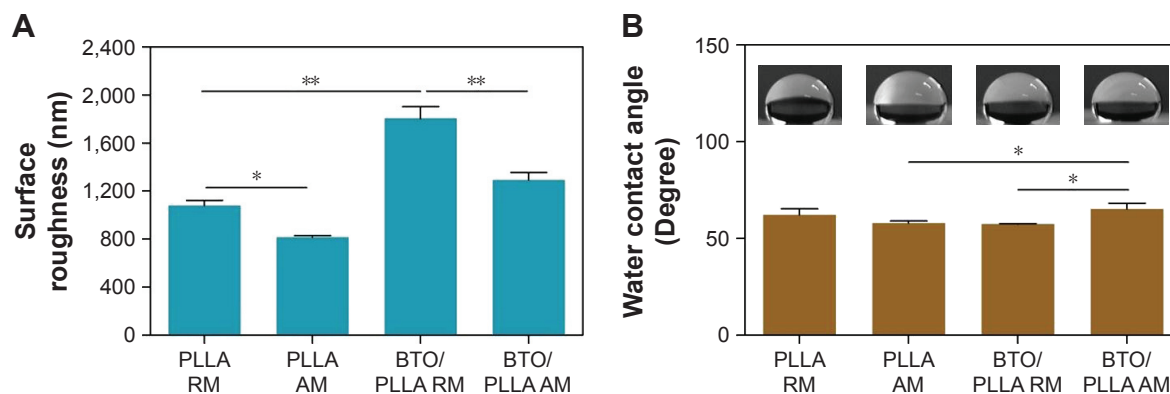 A
Surface
roughness (nm)
2,400
2,000
1,600
1,200
800
400
0
**
**
*
PLLA
RM
PLLA
AM
BTO/
PLLA RM
BTO/
PLLA AM
B
Water contact angle
(Degree)
150
100
50
0
*
*
PLLA
RM
PLLA
AM
BTO/
PLLA RM
BTO/
PLLA AM